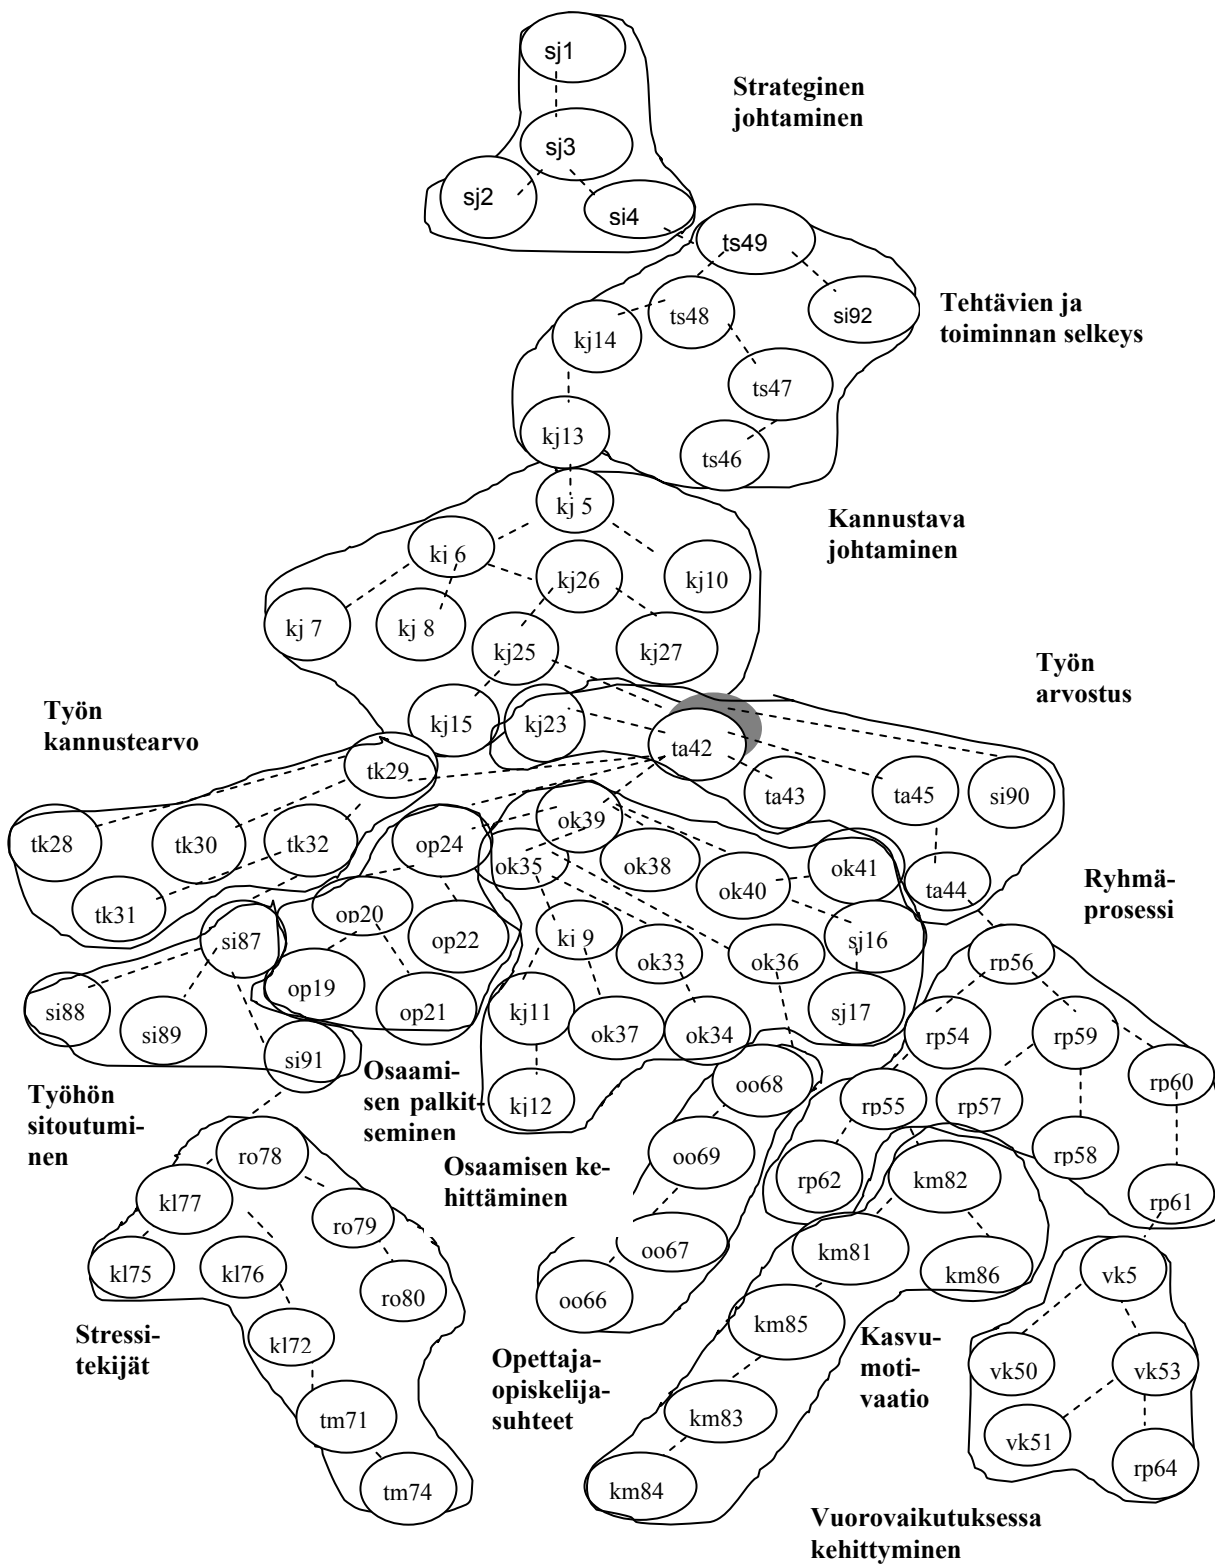 sj1
Strateginen
johtaminen
sj3
sj2
si4
ts49
Tehtävien ja
toiminnan selkeys
ts48
si92
kj14
ts47
kj13
ts46
kj 5
Kannustava
johtaminen
kj 6
kj26
kj10
kj 7
kj 8
kj25
kj27
Työn
arvostus
Työn
kannustearvo
kj15
kj23
ta42
tk29
ta43
ta45
si90
tk28
tk30
tk32
op24
ok39
ok35
ok38
ok40
ok41
ta44
Ryhmä-
prosessi
tk31
op20
op22
si87
kj 9
ok33
ok36
sj16
rp56
op19
op21
si88
si89
kj11
ok37
ok34
sj17
rp54
rp59
si91
Osaami-
sen palkit-
seminen
Työhön
sitoutumi-
nen
kj12
oo68
rp55
rp57
rp60
ro78
Osaamisen ke-
hittäminen
oo69
rp62
km82
rp58
rp61
kl77
ro79
kl75
kl76
ro80
oo67
oo66
km81
km86
vk5
Stressi-
tekijät
kl72
Opettaja-
opiskelija-
suhteet
km85
Kasvu-
moti-
vaatio
vk50
vk53
tm71
km83
vk51
rp64
tm74
km84
Vuorovaikutuksessa
kehittyminen